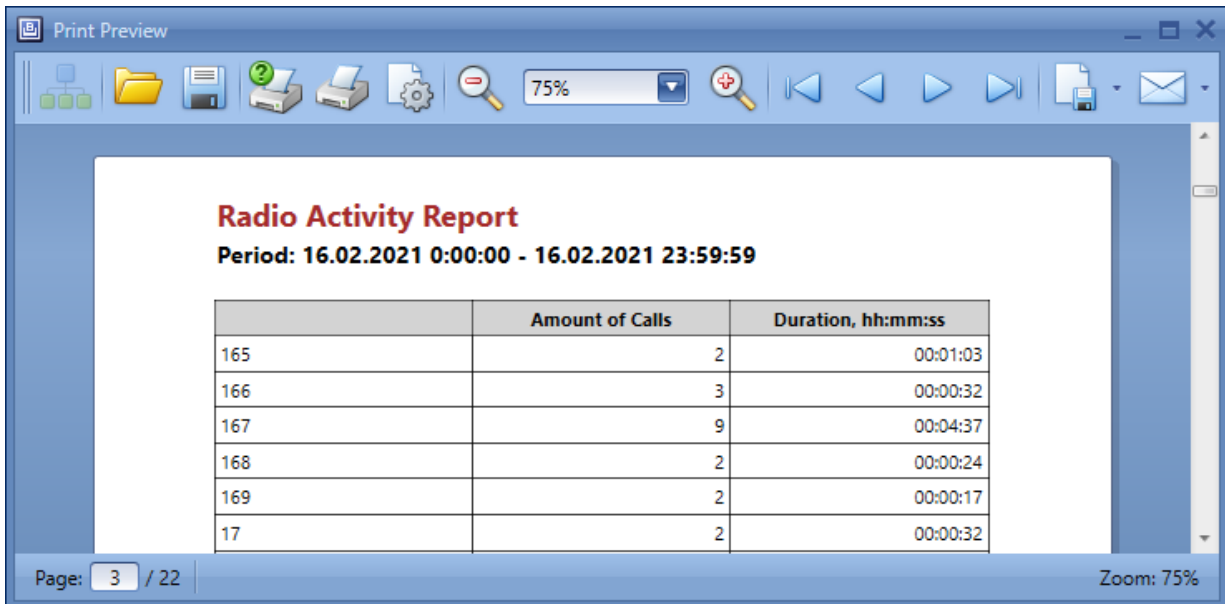 Print Preview
75%
Radio Activity Report
Period: 16.02.2021 0:00:00 - 16.02.2021 23:59:59
Amount of Calls Duration, hh:mm:ss
165 2 00:01:03
166 3 00:00:32
167 9 00:04:37
168 2 00:00:24
169 2 00:00:17
17 2 00:00:32
Page: 3 / 22 Zoom: 75%